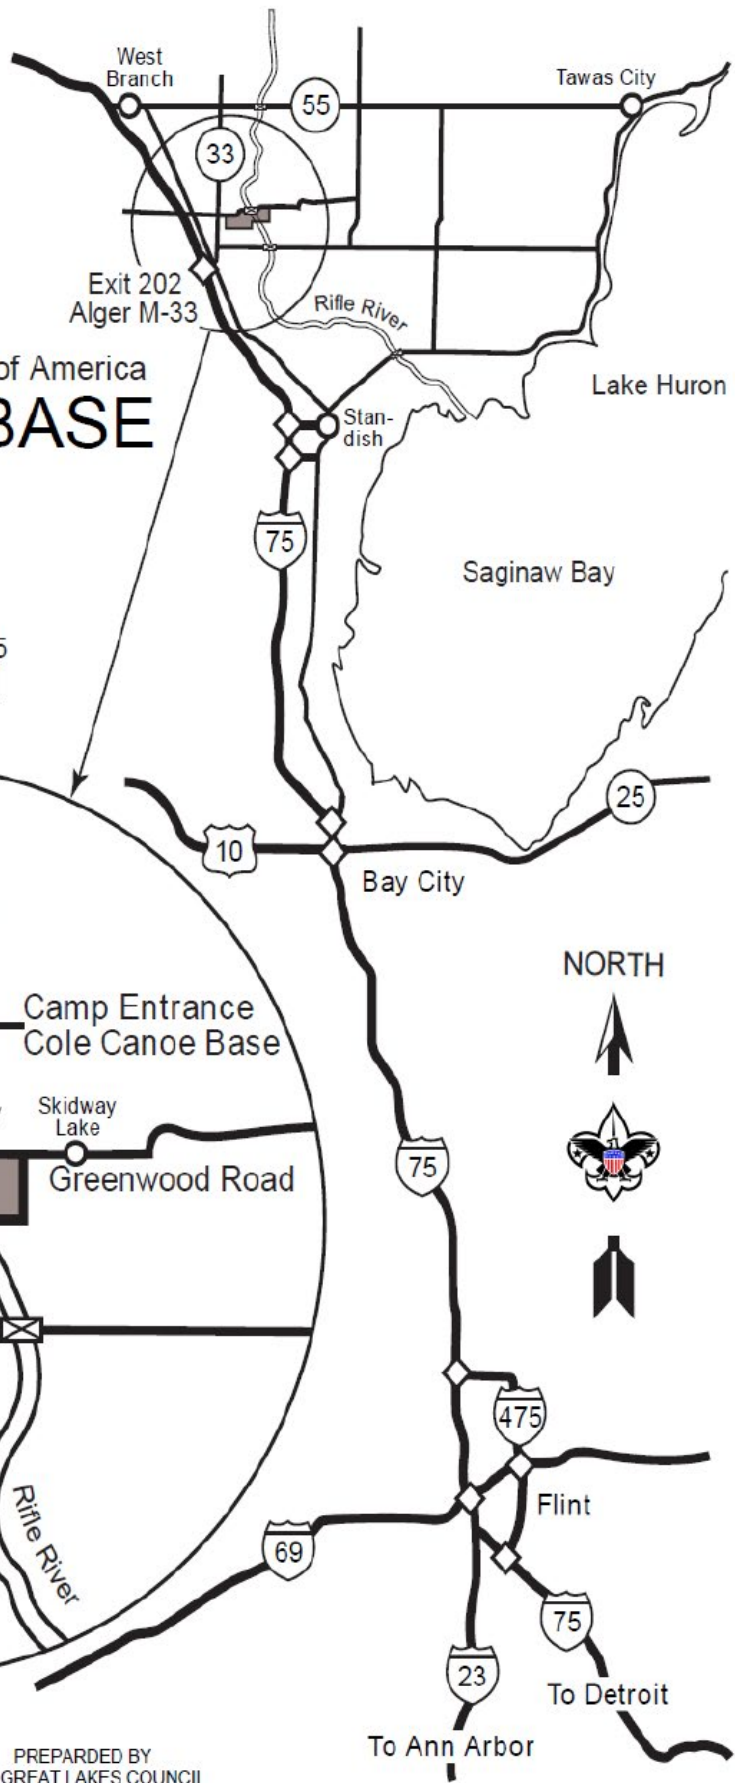 West
Branch
Tawas City
55
33
Exit 202
Alger M-33
Rifle River
of America
BASE
Lake Huron
Stan-
dish
75
Saginaw Bay
5
25
10
Bay City
NORTH
Camp Entrance
Cole Canoe Base
Skidway
Lake
Greenwood Road
75
475
Flint
Rifle River
69
75
23
To Detroit
To Ann Arbor
PREPARDED BY
GREAT LAKES COUNCIL